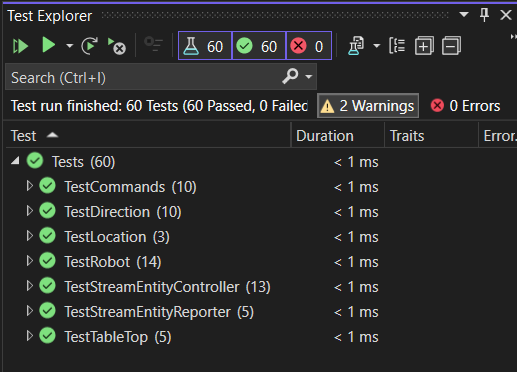 Test Explorer
60 60 0
Search (Ctrl+I)
Test run finished: 60 Tests (60 Passed, 0 Failed 2 Warnings 0 Errors
Test Duration Traits Error.
Tests (60) < 1 ms
TestCommands (10) < 1 ms
TestDirection (10) < 1 ms
TestLocation (3) < 1 ms
TestRobot (14) < 1 ms
TestStreamEntityController (13) < 1 ms
TestStreamEntityReporter (5) < 1 ms
TestTableTop (5) < 1 ms